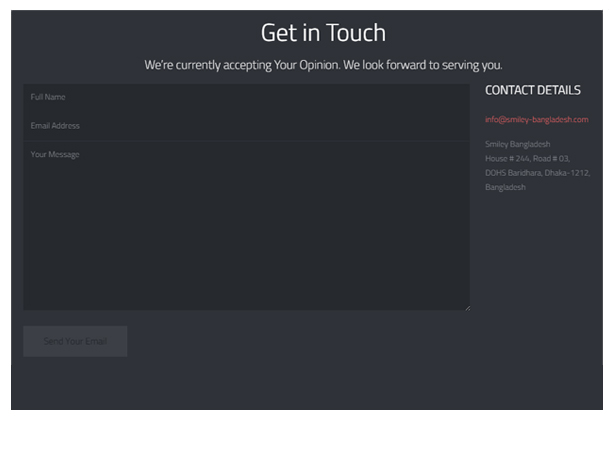 Get in Touch
We're currently accepting Your Opinion. We look forward to serving you.
Full Name
Email Address
Your Message
Send Your Email
CONTACT DETAILS
info@smiley-bangladesh.com
Smiley Bangladesh
House # 244, Road # 03,
DOHS Baridhara, Dhaka-1212,
Bangladesh